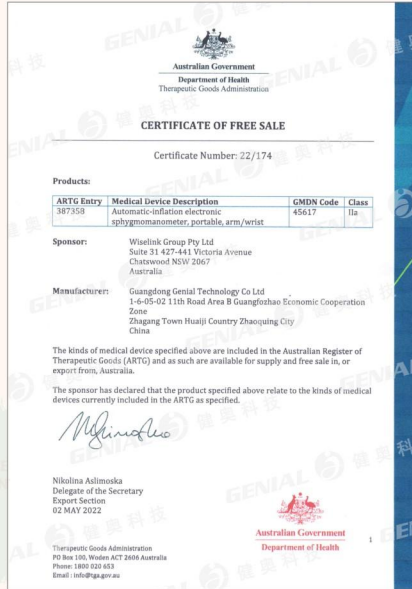 Australian Government
Department of Health
Therapeutic Goods Administration
CERTIFICATE OF FREE SALE
Certificate Number: 22/174
Products:
ARTG Entry Medical Device Description GMDN Code Class
387358 Automatic-inflation electronic 45617 IIa
sphygmomanometer, portable, arm/wrist
Sponsor: Wiselink Group Pty Ltd
Suite 31 427-441 Victoria Avenue
Chatswood NSW 2067
Australia
Manufacturer: Guangdong Genial Technology Co Ltd
1-6-05-02 11th Road Area B Guangfozhao Economic Cooperation
Zone
Zhagang Town Huaiji Country Zhaoquing City
China
The kinds of medical device specified above are included in the Australian Register of
Therapeutic Goods (ARTG) and as such are available for supply and free sale in, or
export from, Australia.
The sponsor has declared that the product specified above relate to the kinds of medical
devices currently included in the ARTG as specified.
Nikolina Aslimoska
Delegate of the Secretary
Export Section
02 MAY 2022
Australian Government
Department of Health
1
Therapeutic Goods Administration
PO Box 100, Woden ACT 2606 Australia
Phone: 1800 020 653
Email : info@tga.gov.au
GENIAL 健奥科技